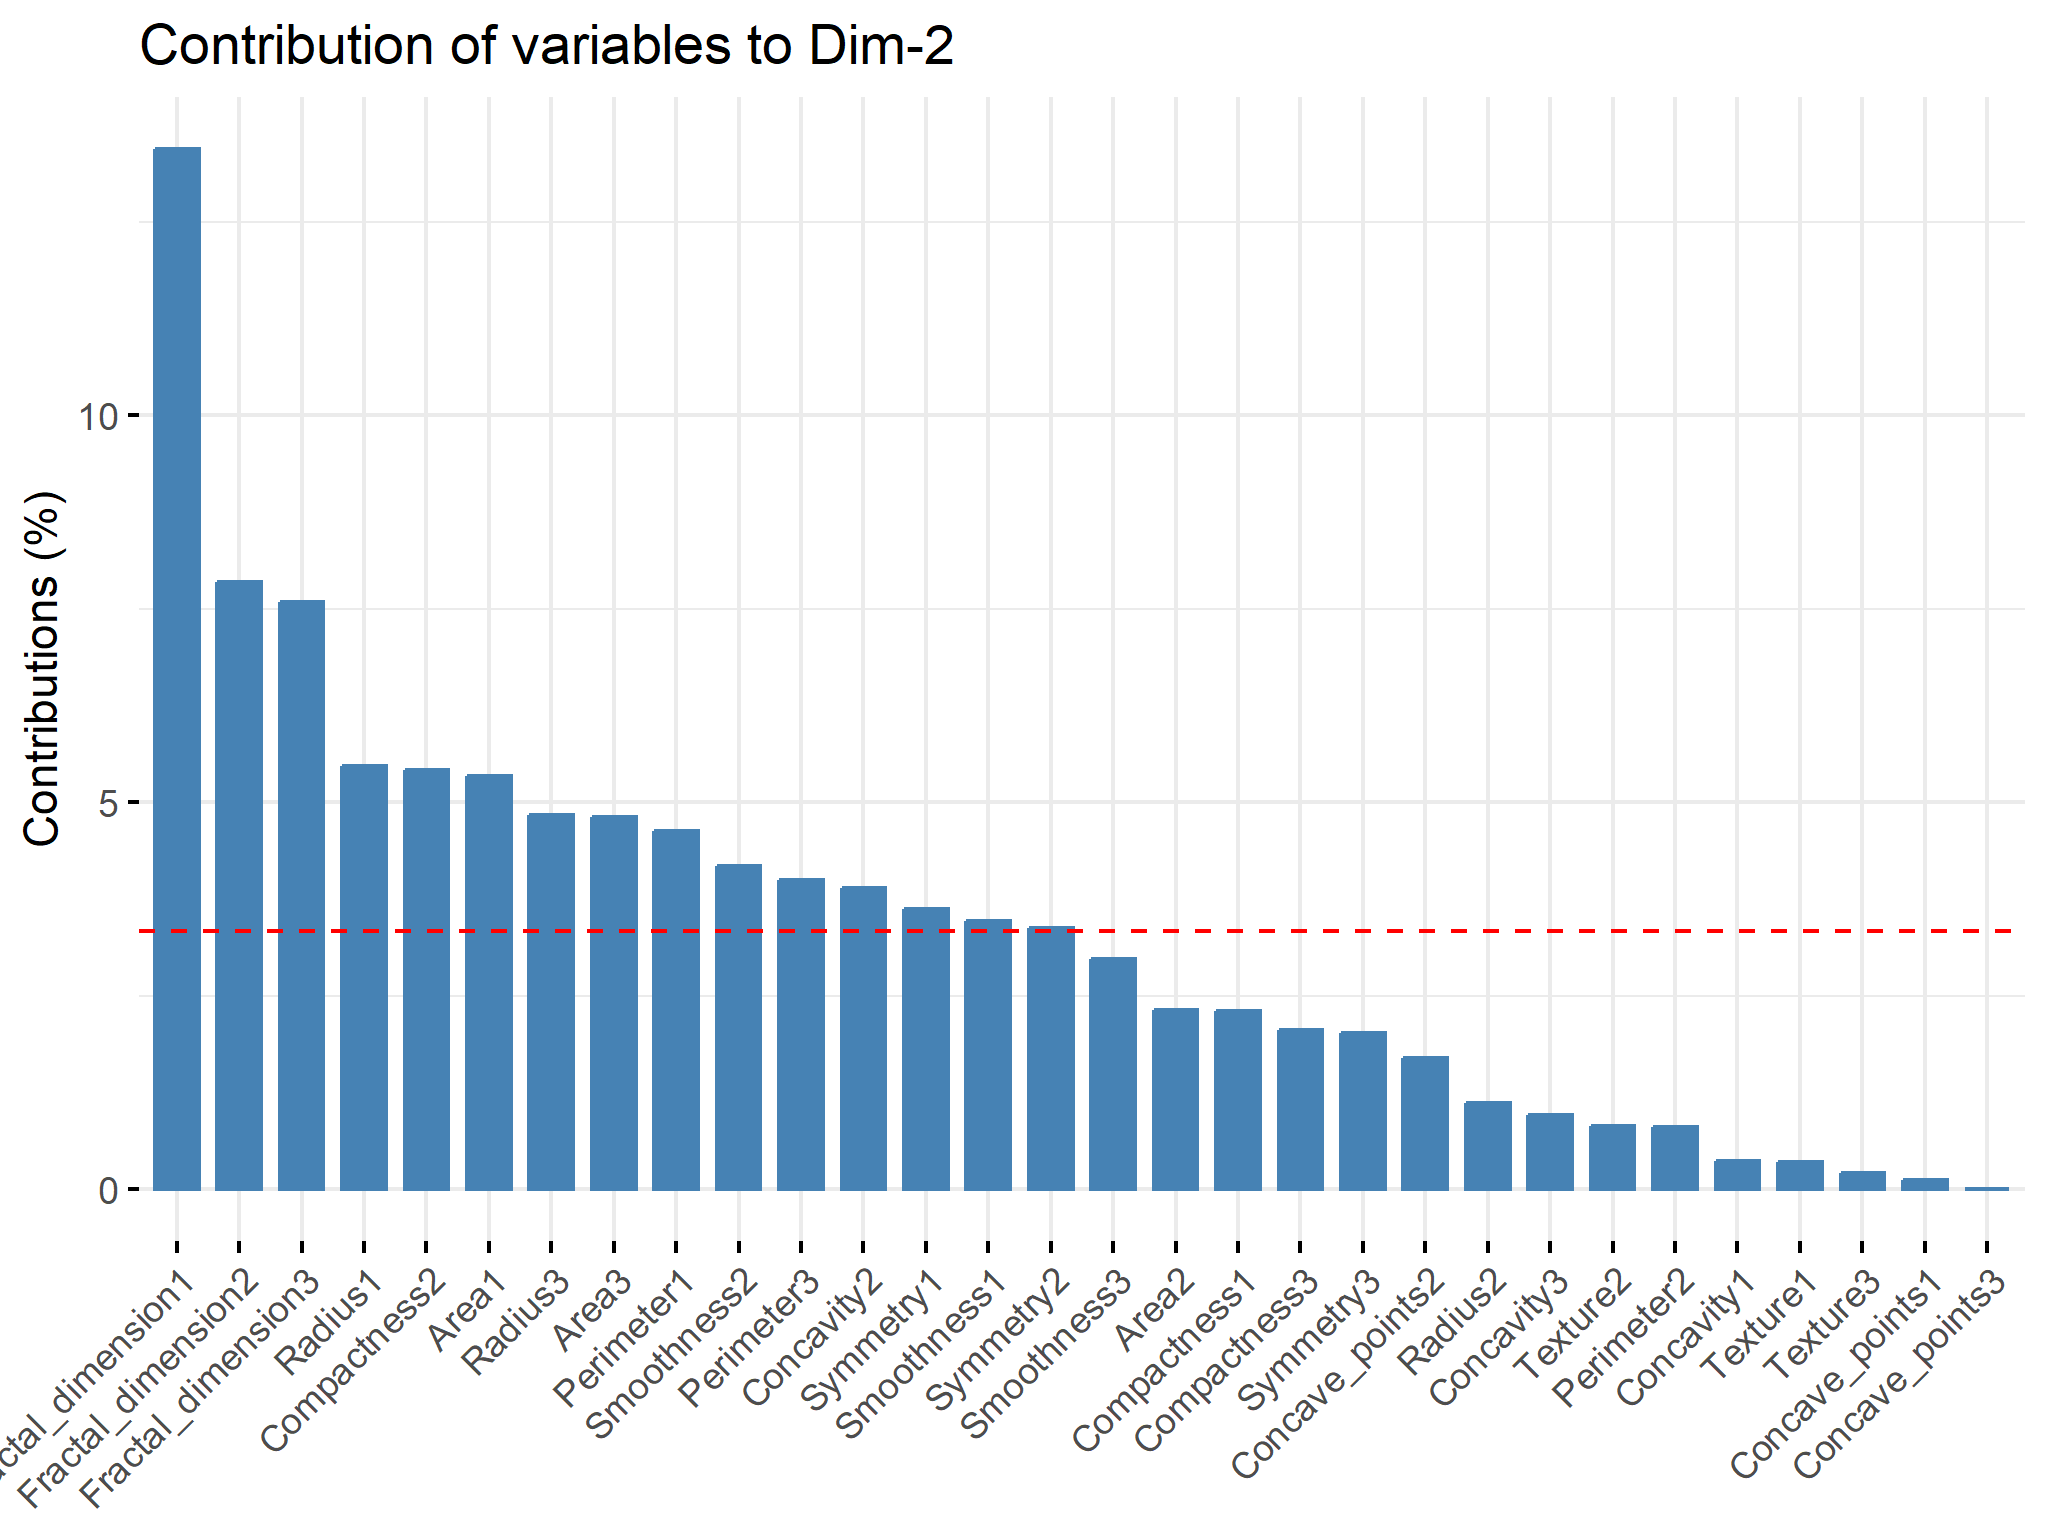 Contribution of variables to Dim-2
Contributions (%)
10
5
0
actal_dimension1
Fractal_dimension2
Fractal_dimension3
Radius1
Compactness2
Area1
Radius3
Area3
Perimeter1
Smoothness2
Perimeter3
Concavity2
Symmetry1
Smoothness1
Symmetry2
Smoothness3
Area2
Compactness1
Compactness3
Symmetry3
Concave_points2
Radius2
Concavity3
Texture2
Perimeter2
Concavity1
Texture1
Texture3
Concave_points1
Concave_points3